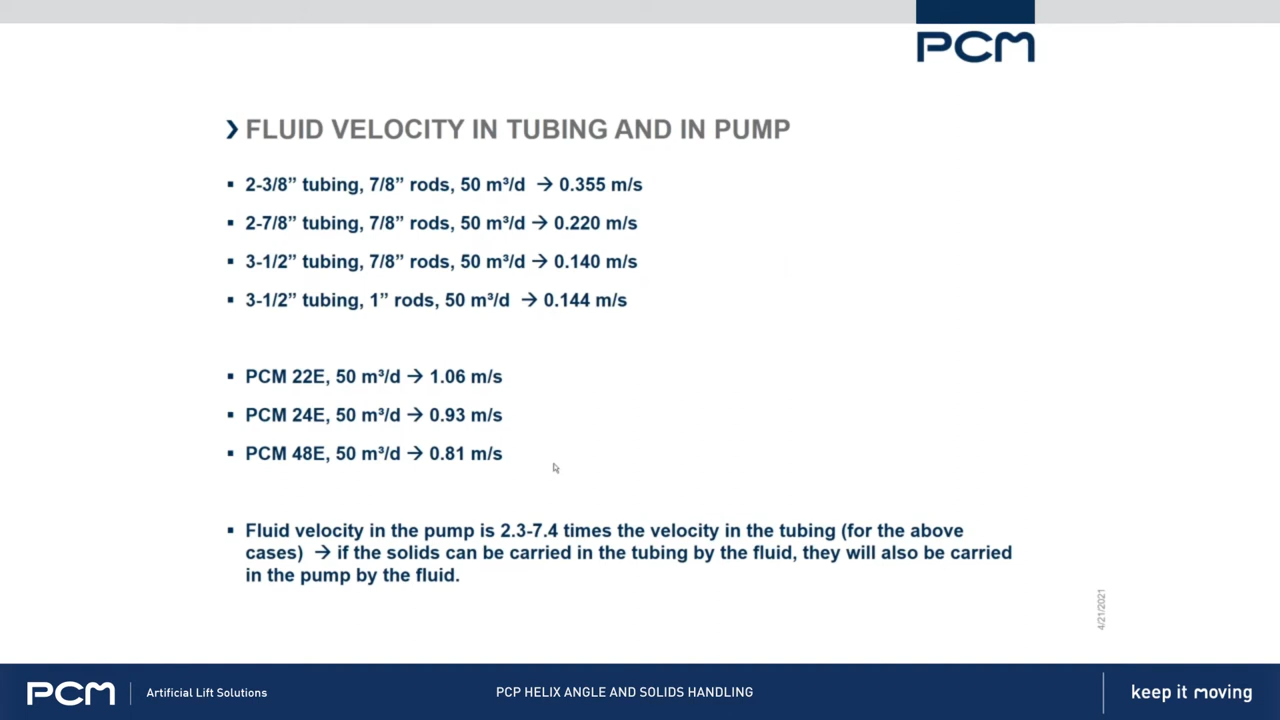 PCM
FLUID VELOCITY IN TUBING AND IN PUMP
2-3/8” tubing, 7/8” rods, 50 m³/d → 0.355 m/s
2-7/8” tubing, 7/8” rods, 50 m³/d → 0.220 m/s
3-1/2” tubing, 7/8” rods, 50 m³/d → 0.140 m/s
3-1/2” tubing, 1” rods, 50 m³/d → 0.144 m/s
PCM 22E, 50 m³/d → 1.06 m/s
PCM 24E, 50 m³/d → 0.93 m/s
PCM 48E, 50 m³/d → 0.81 m/s
Fluid velocity in the pump is 2.3-7.4 times the velocity in the tubing (for the above
cases) → if the solids can be carried in the tubing by the fluid, they will also be carried
in the pump by the fluid.
4/21/2021
PCM Artificial Lift Solutions
PCP HELIX ANGLE AND SOLIDS HANDLING
keep it moving